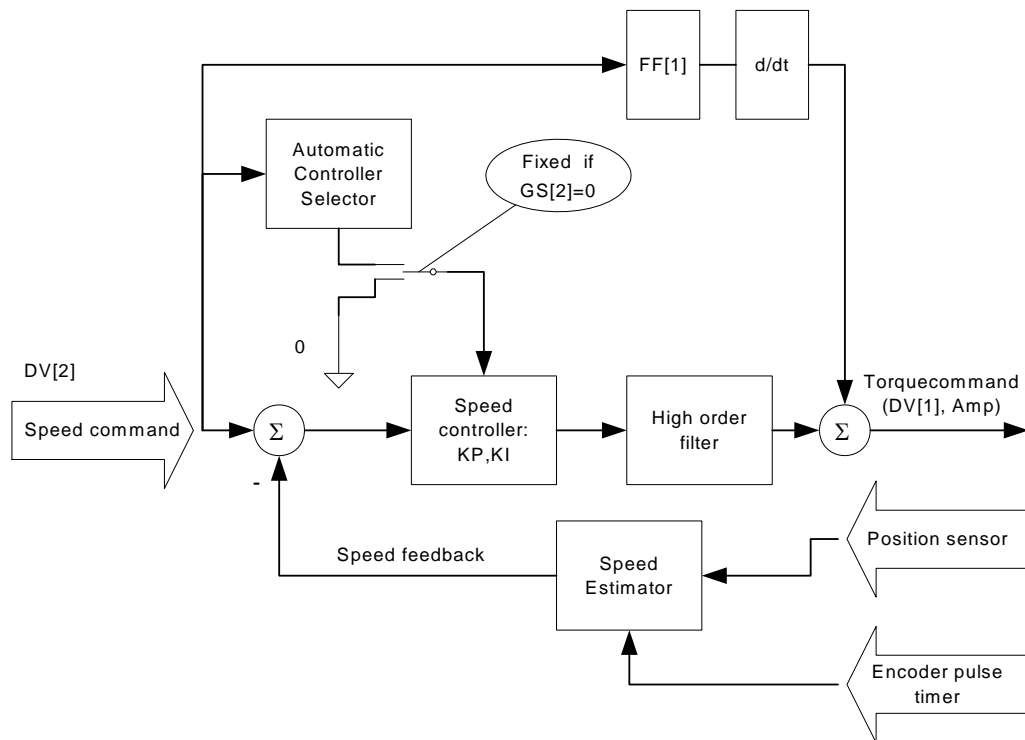 FF[1]
d/dt
Automatic
Controller
Selector
Fixed if
GS[2]=0
0
DV[2]
Speed command
Σ
-
Speed
controller:
KP,KI
High order
filter
Σ
Torquecommand
(DV[1], Amp)
Speed feedback
Speed
Estimator
Position sensor
Encoder pulse
timer